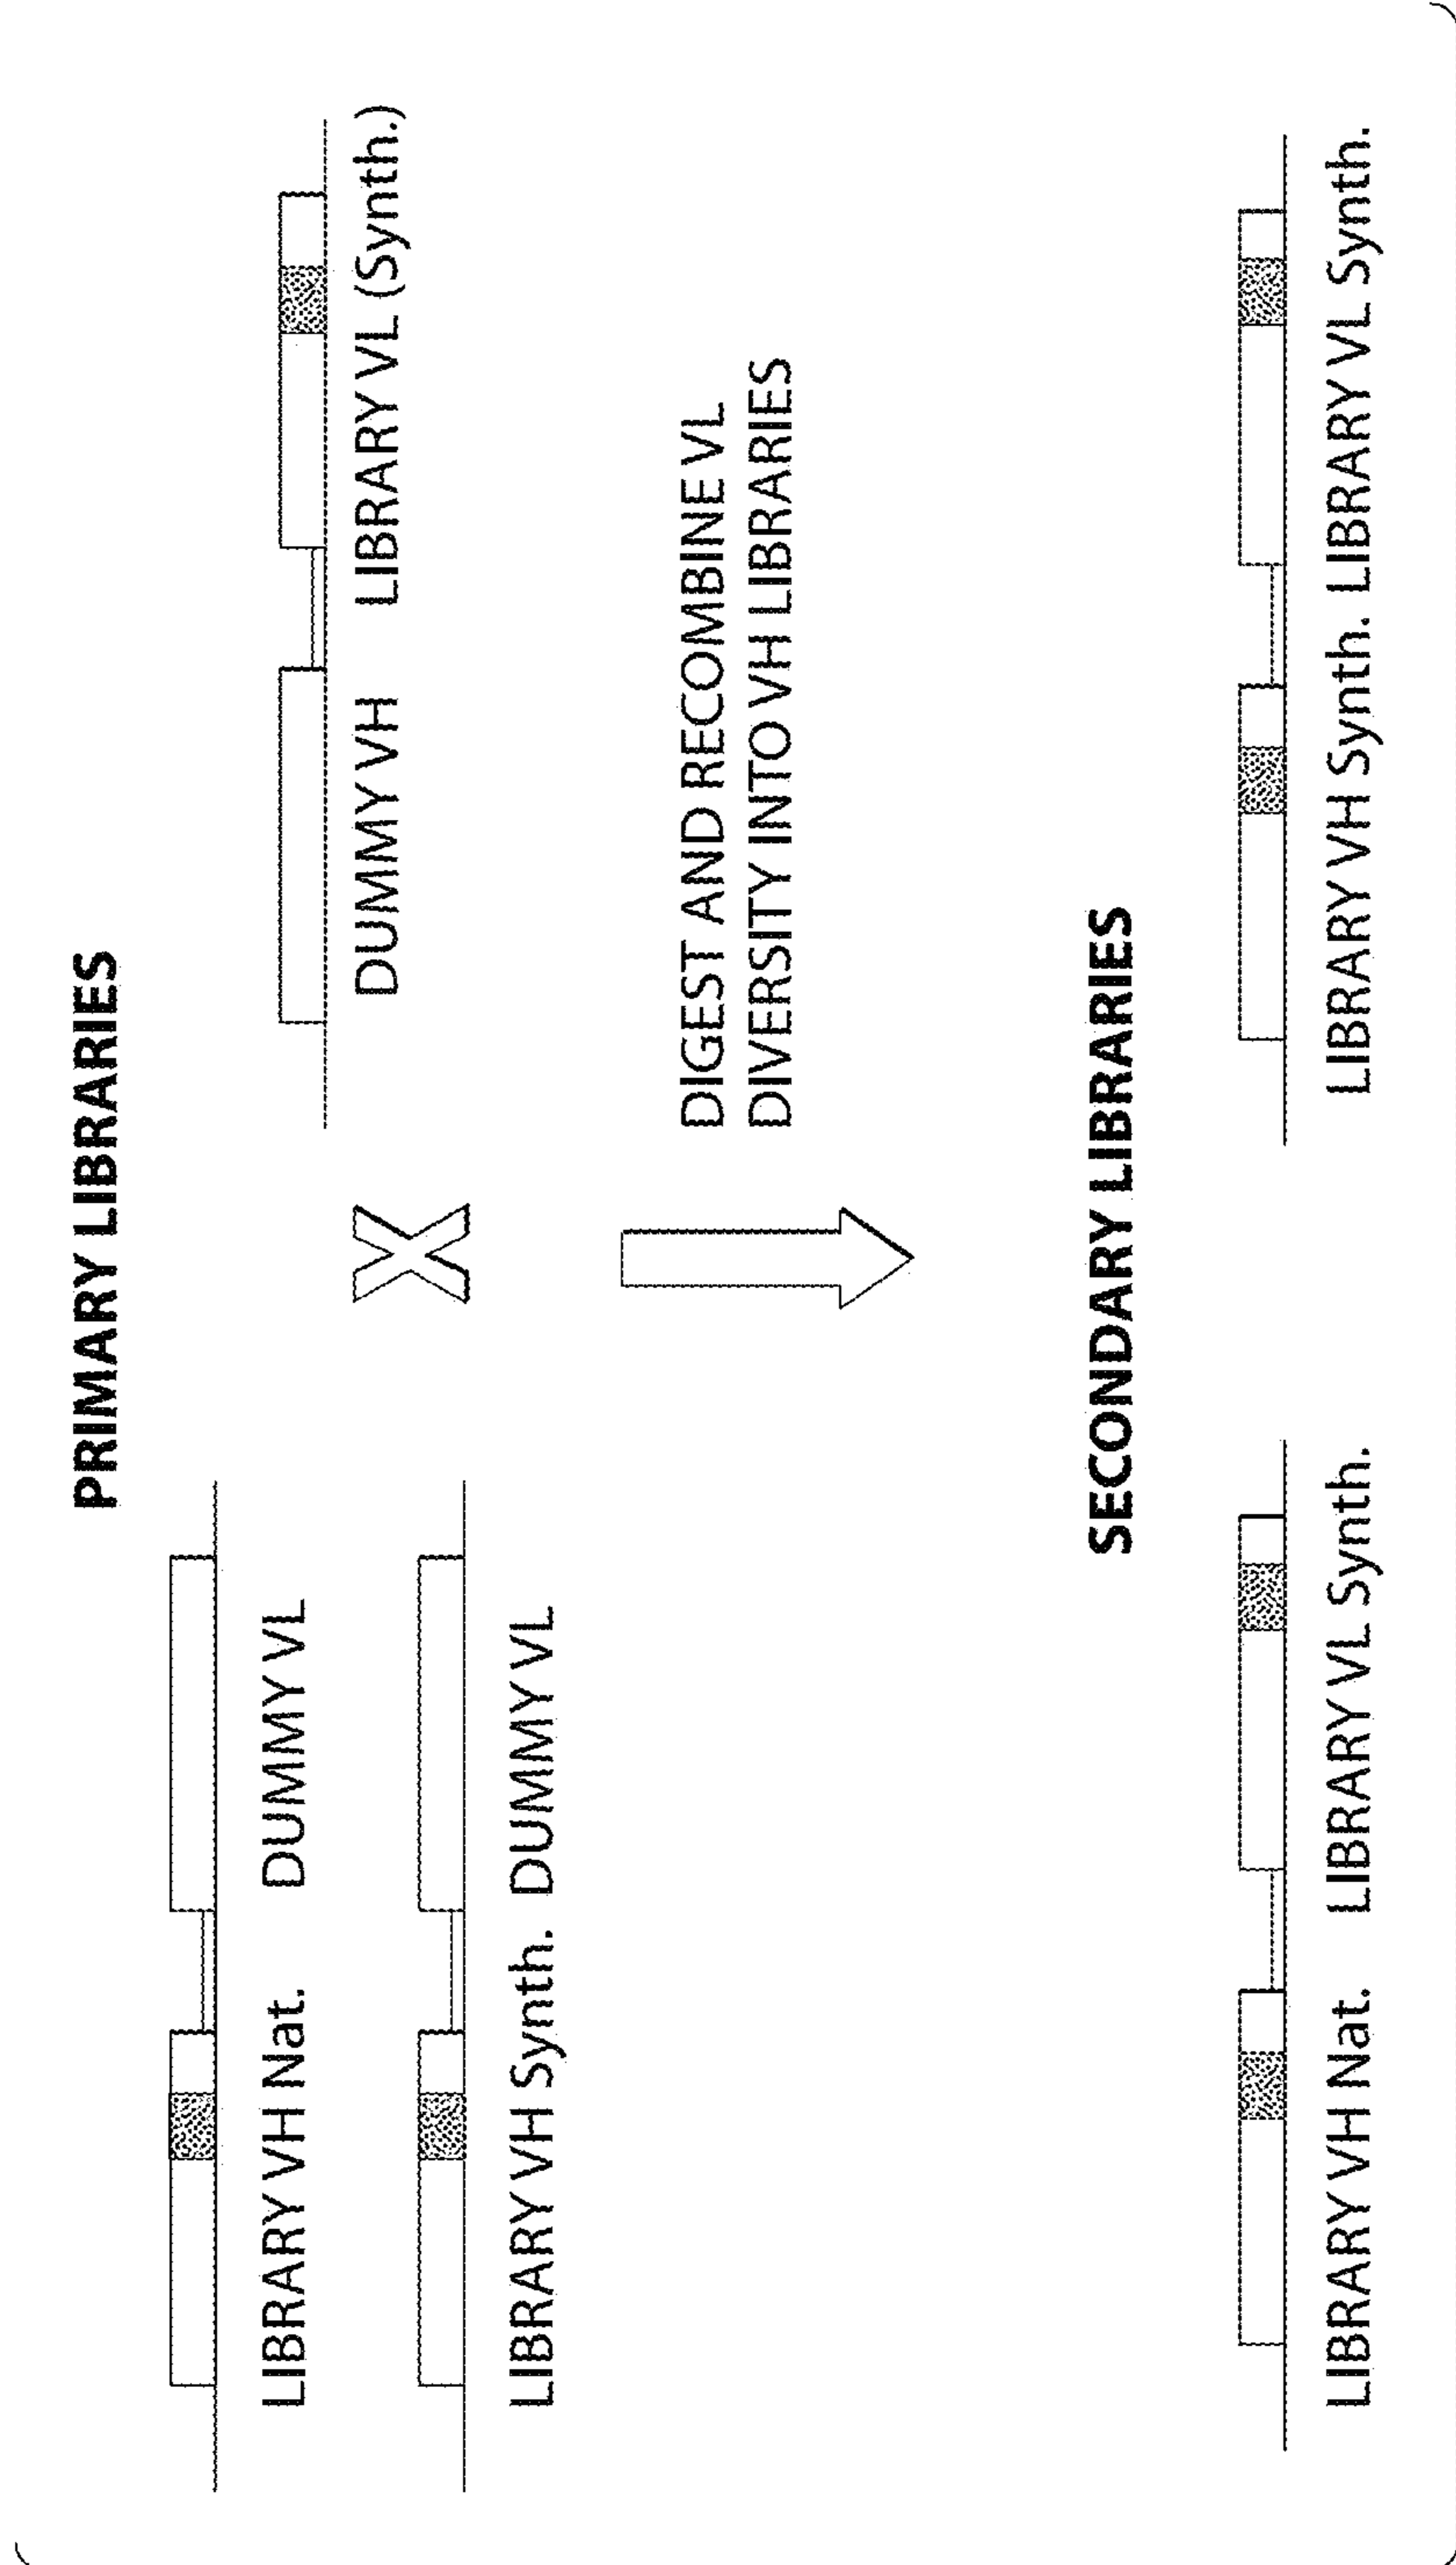 PRIMARY LIBRARIES
LIBRARY VH Nat. DUMMY VL
LIBRARY VH Synth. DUMMY VL
X
DUMMY VH LIBRARY VL (Synth.)
DIGEST AND RECOMBINE VL
DIVERSITY INTO VH LIBRARIES
SECONDARY LIBRARIES
LIBRARY VH Nat. LIBRARY VL Synth.
LIBRARY VH Synth. LIBRARY VL Synth.